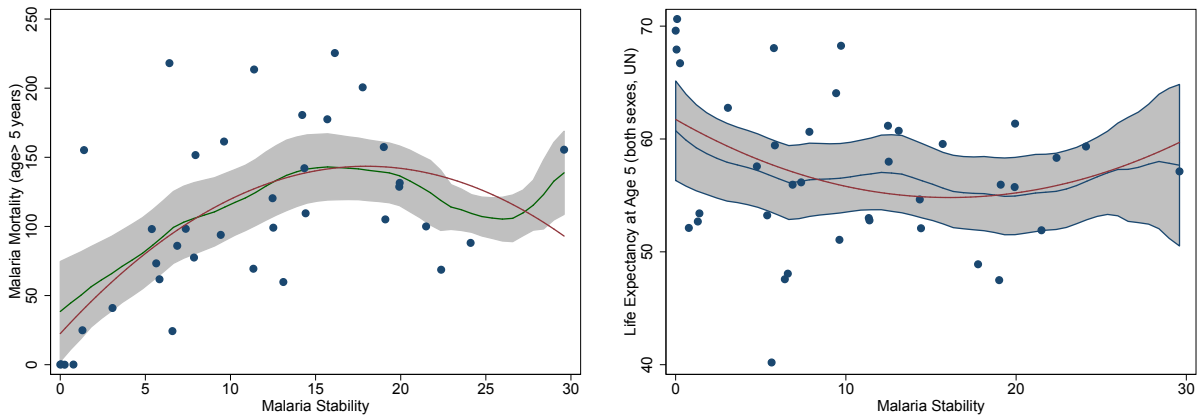 Malaria Mortality (age> 5 years)
250
200
150
100
50
0
0 5 10 15 20 25 30
Malaria Stability
Life Expectancy at Age 5 (both sexes, UN)
70
60
50
40
0 10 20 30
Malaria Stability